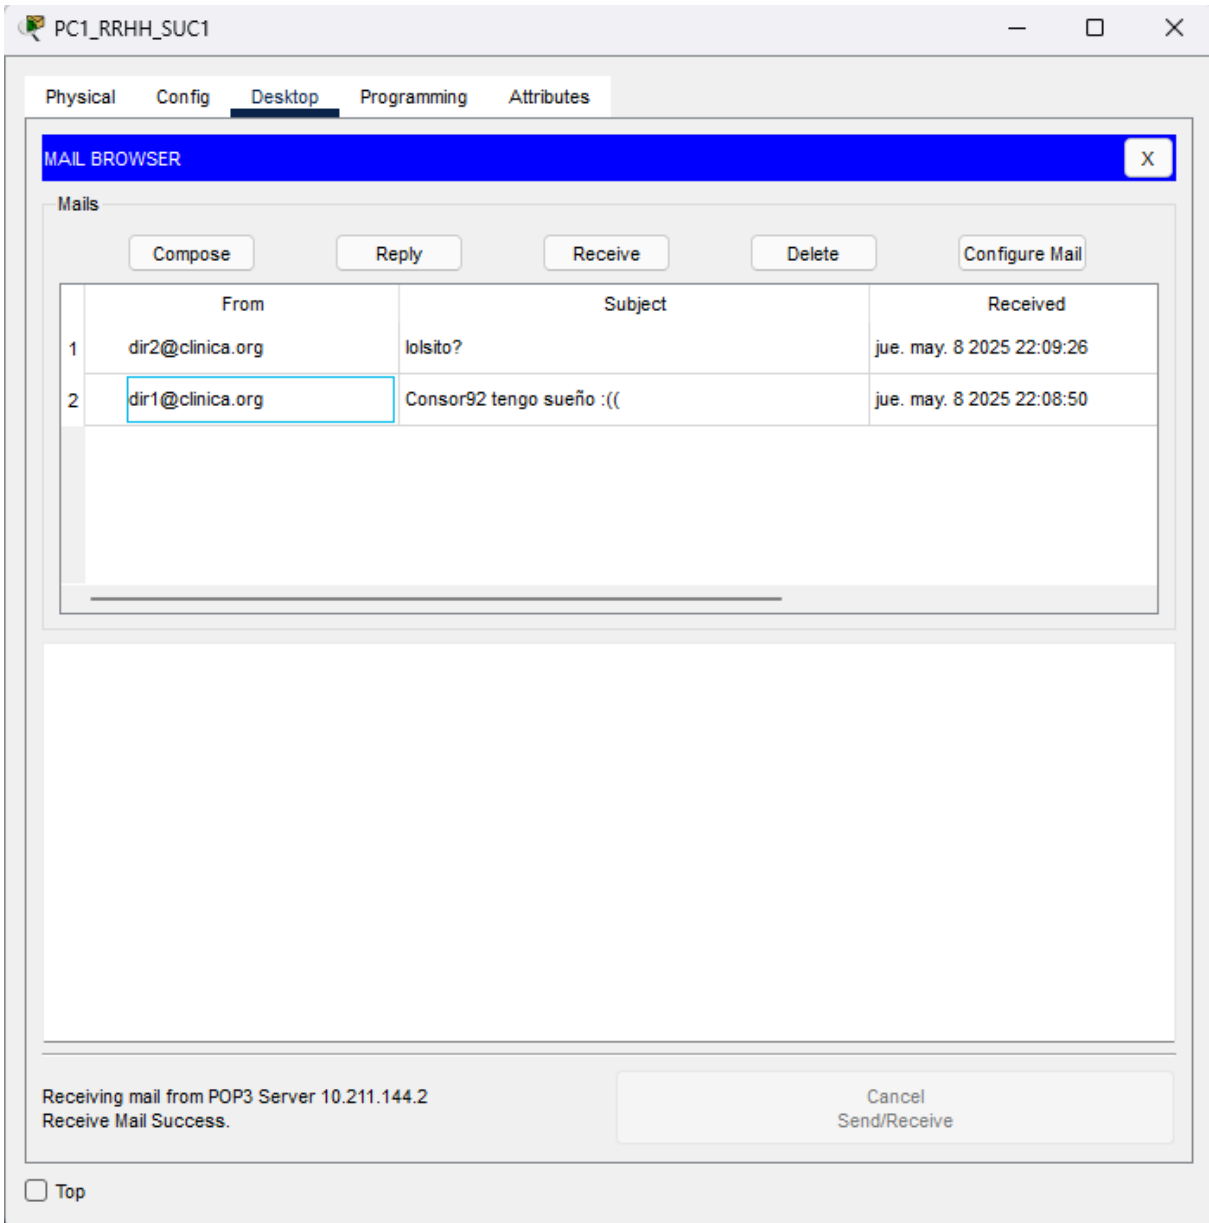 PC1_RRHH_SUC1
Physical Config Desktop Programming Attributes
MAIL BROWSER X
Mails
Compose Reply Receive Delete Configure Mail
From Subject Received
1 dir2@clinica.org lolsito? jue. may. 8 2025 22:09:26
2 dir1@clinica.org Consor92 tengo sueño :(( jue. may. 8 2025 22:08:50
Receiving mail from POP3 Server 10.211.144.2
Receive Mail Success.
Cancel
Send/Receive
Top